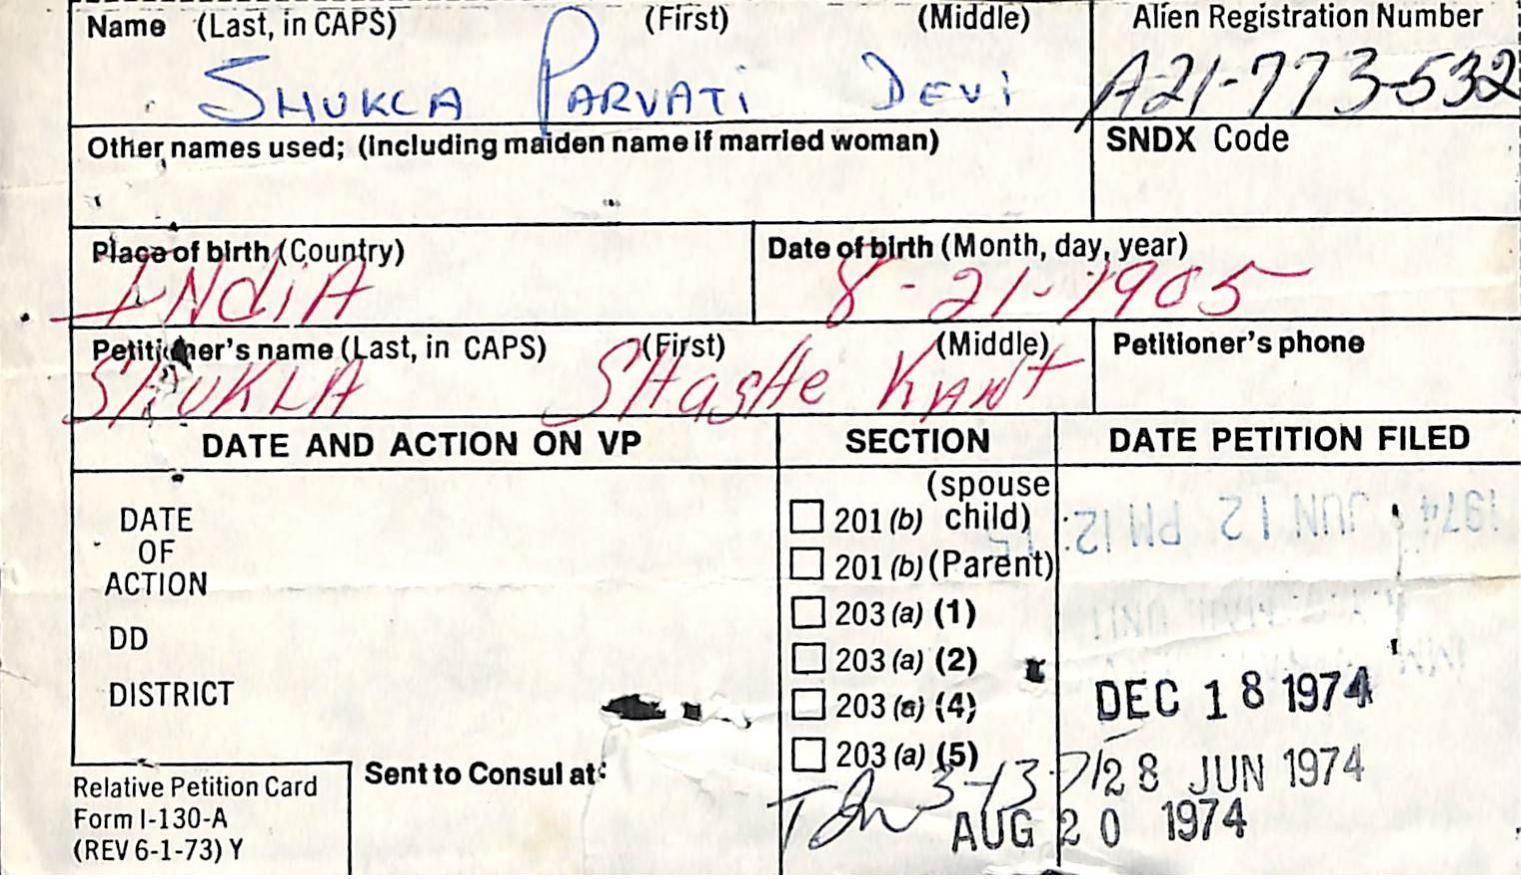 Name (Last, in CAPS) (First) (Middle) Alien Registration Number
SHUKLA PARVATi DEVi A21-773-532
Other names used; (including maiden name if married woman) SNDX Code
Place of birth (Country) Date of birth (Month, day, year)
INdiA 8-21-1905
Petitioner's name (Last, in CAPS) (First) (Middle) Petitioner's phone
SHUKLA SHasHe KANT
DATE AND ACTION ON VP SECTION DATE PETITION FILED
(spouse
DATE 201 (b) child) 1974 JUN 12 PM 12:
OF
ACTION 201 (b) (Parent)
203 (a) (1)
DD 203 (a) (2)
DISTRICT 203 (a) (4) DEC 18 1974
203 (a) (5)
Relative Petition Card Sent to Consul at: 28 JUN 1974
Form I-130-A AUG 20 1974
(REV 6-1-73) Y